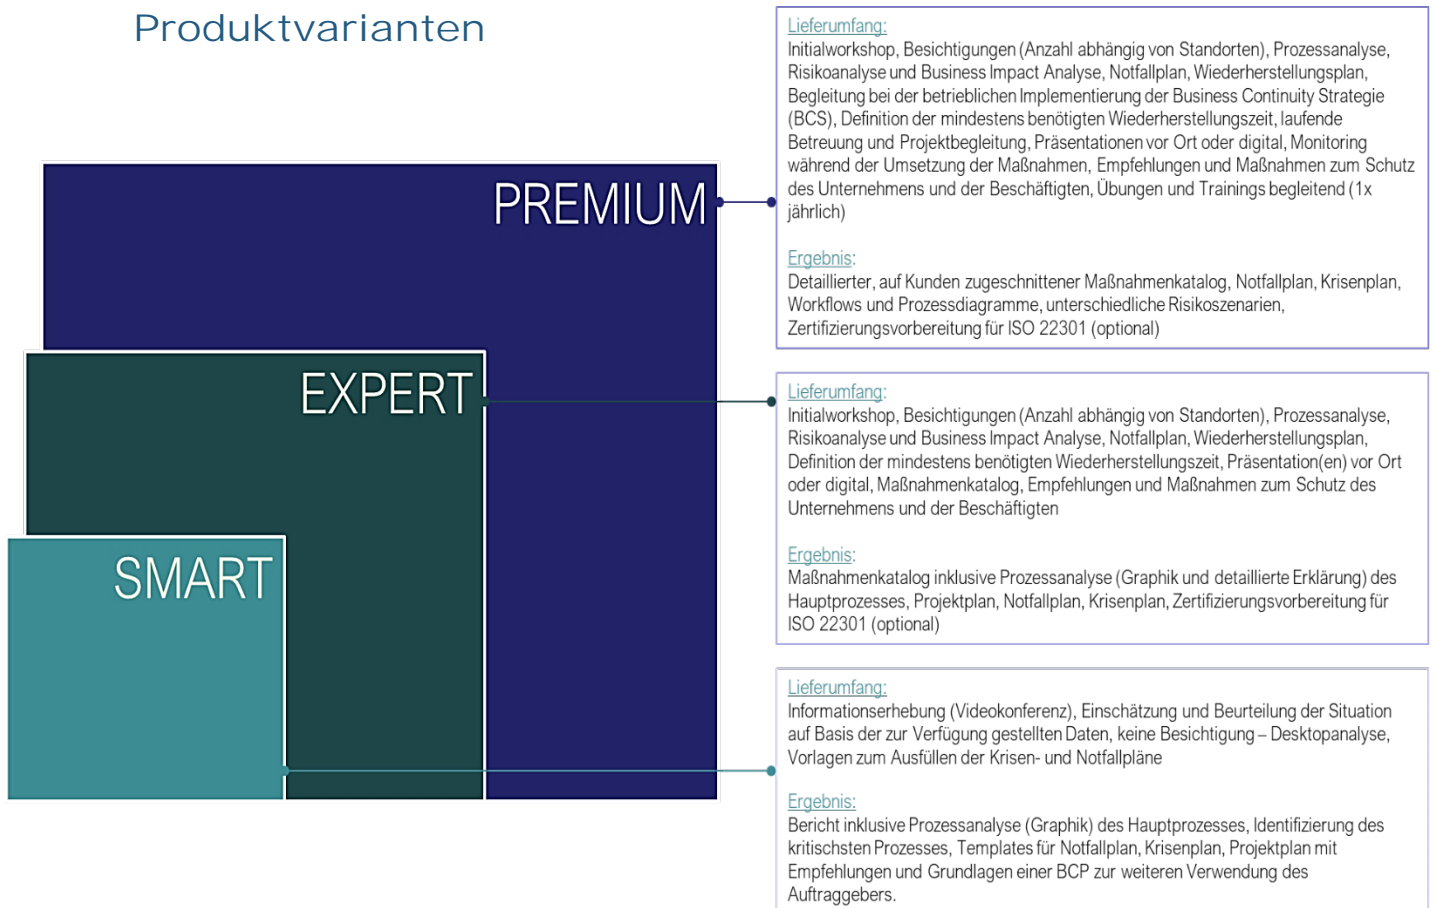 Produktvarianten
PREMIUM
Lieferumfang:
Initialworkshop, Besichtigungen (Anzahl abhängig von Standorten), Prozessanalyse,
Risikoanalyse und Business Impact Analyse, Notfallplan, Wiederherstellungsplan,
Begleitung bei der betrieblichen Implementierung der Business Continuity Strategie
(BCS), Definition der mindestens benötigten Wiederherstellungszeit, laufende
Betreuung und Projektbegleitung, Präsentationen vor Ort oder digital, Monitoring
während der Umsetzung der Maßnahmen, Empfehlungen und Maßnahmen zum Schutz
des Unternehmens und der Beschäftigten, Übungen und Trainings begleitend (1x
jährlich)
Ergebnis:
Detaillierter, auf Kunden zugeschnittener Maßnahmenkatalog, Notfallplan, Krisenplan,
Workflows und Prozessdiagramme, unterschiedliche Risikoszenarien,
Zertifizierungsvorbereitung für ISO 22301 (optional)
EXPERT
Lieferumfang:
Initialworkshop, Besichtigungen (Anzahl abhängig von Standorten), Prozessanalyse,
Risikoanalyse und Business Impact Analyse, Notfallplan, Wiederherstellungsplan,
Definition der mindestens benötigten Wiederherstellungszeit, Präsentation(en) vor Ort
oder digital, Maßnahmenkatalog, Empfehlungen und Maßnahmen zum Schutz des
Unternehmens und der Beschäftigten
Ergebnis:
Maßnahmenkatalog inklusive Prozessanalyse (Graphik und detaillierte Erklärung) des
Hauptprozesses, Projektplan, Notfallplan, Krisenplan, Zertifizierungsvorbereitung für
ISO 22301 (optional)
SMART
Lieferumfang:
Informationserhebung (Videokonferenz), Einschätzung und Beurteilung der Situation
auf Basis der zur Verfügung gestellten Daten, keine Besichtigung – Desktopanalyse,
Vorlagen zum Ausfüllen der Krisen- und Notfallpläne
Ergebnis:
Bericht inklusive Prozessanalyse (Graphik) des Hauptprozesses, Identifizierung des
kritischsten Prozesses, Templates für Notfallplan, Krisenplan, Projektplan mit
Empfehlungen und Grundlagen einer BCP zur weiteren Verwendung des
Auftraggebers.